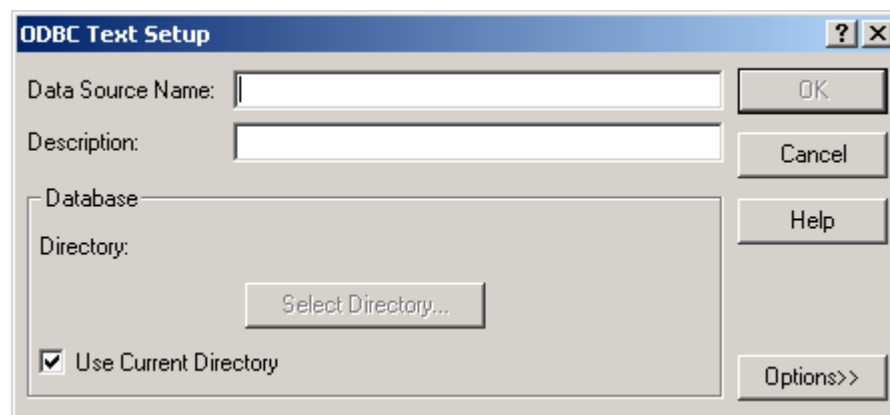 ODBC Text Setup
Data Source Name:
OK
Description:
Cancel
Database
Help
Directory:
Select Directory...
Use Current Directory
Options>>